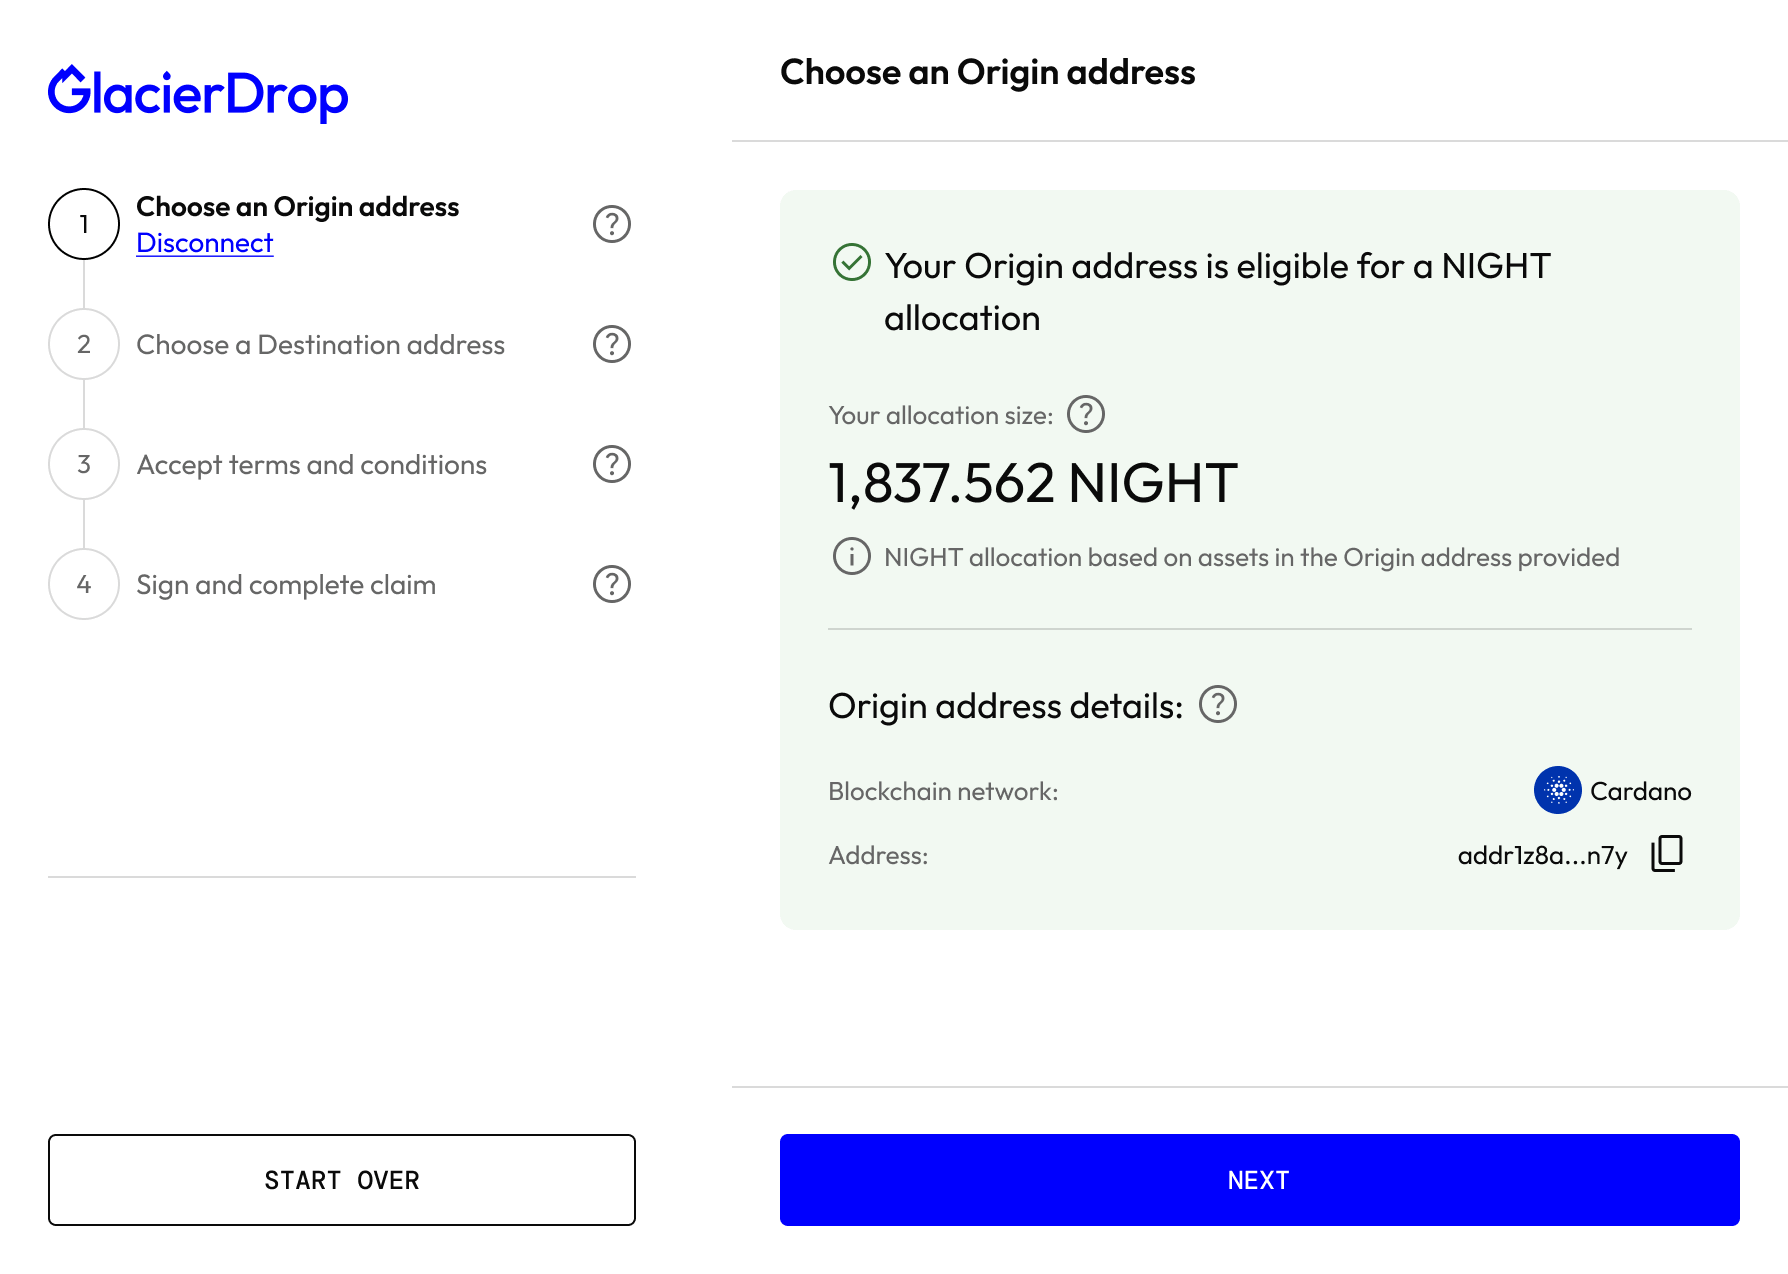 GlacierDrop
1
Choose an Origin address
Disconnect
?
2
Choose a Destination address
?
3
Accept terms and conditions
?
4
Sign and complete claim
?
START OVER
Choose an Origin address
Your Origin address is eligible for a NIGHT
allocation
Your allocation size: ?
1,837.562 NIGHT
i NIGHT allocation based on assets in the Origin address provided
Origin address details: ?
Blockchain network: Cardano
Address: addr1z8a...n7y
NEXT